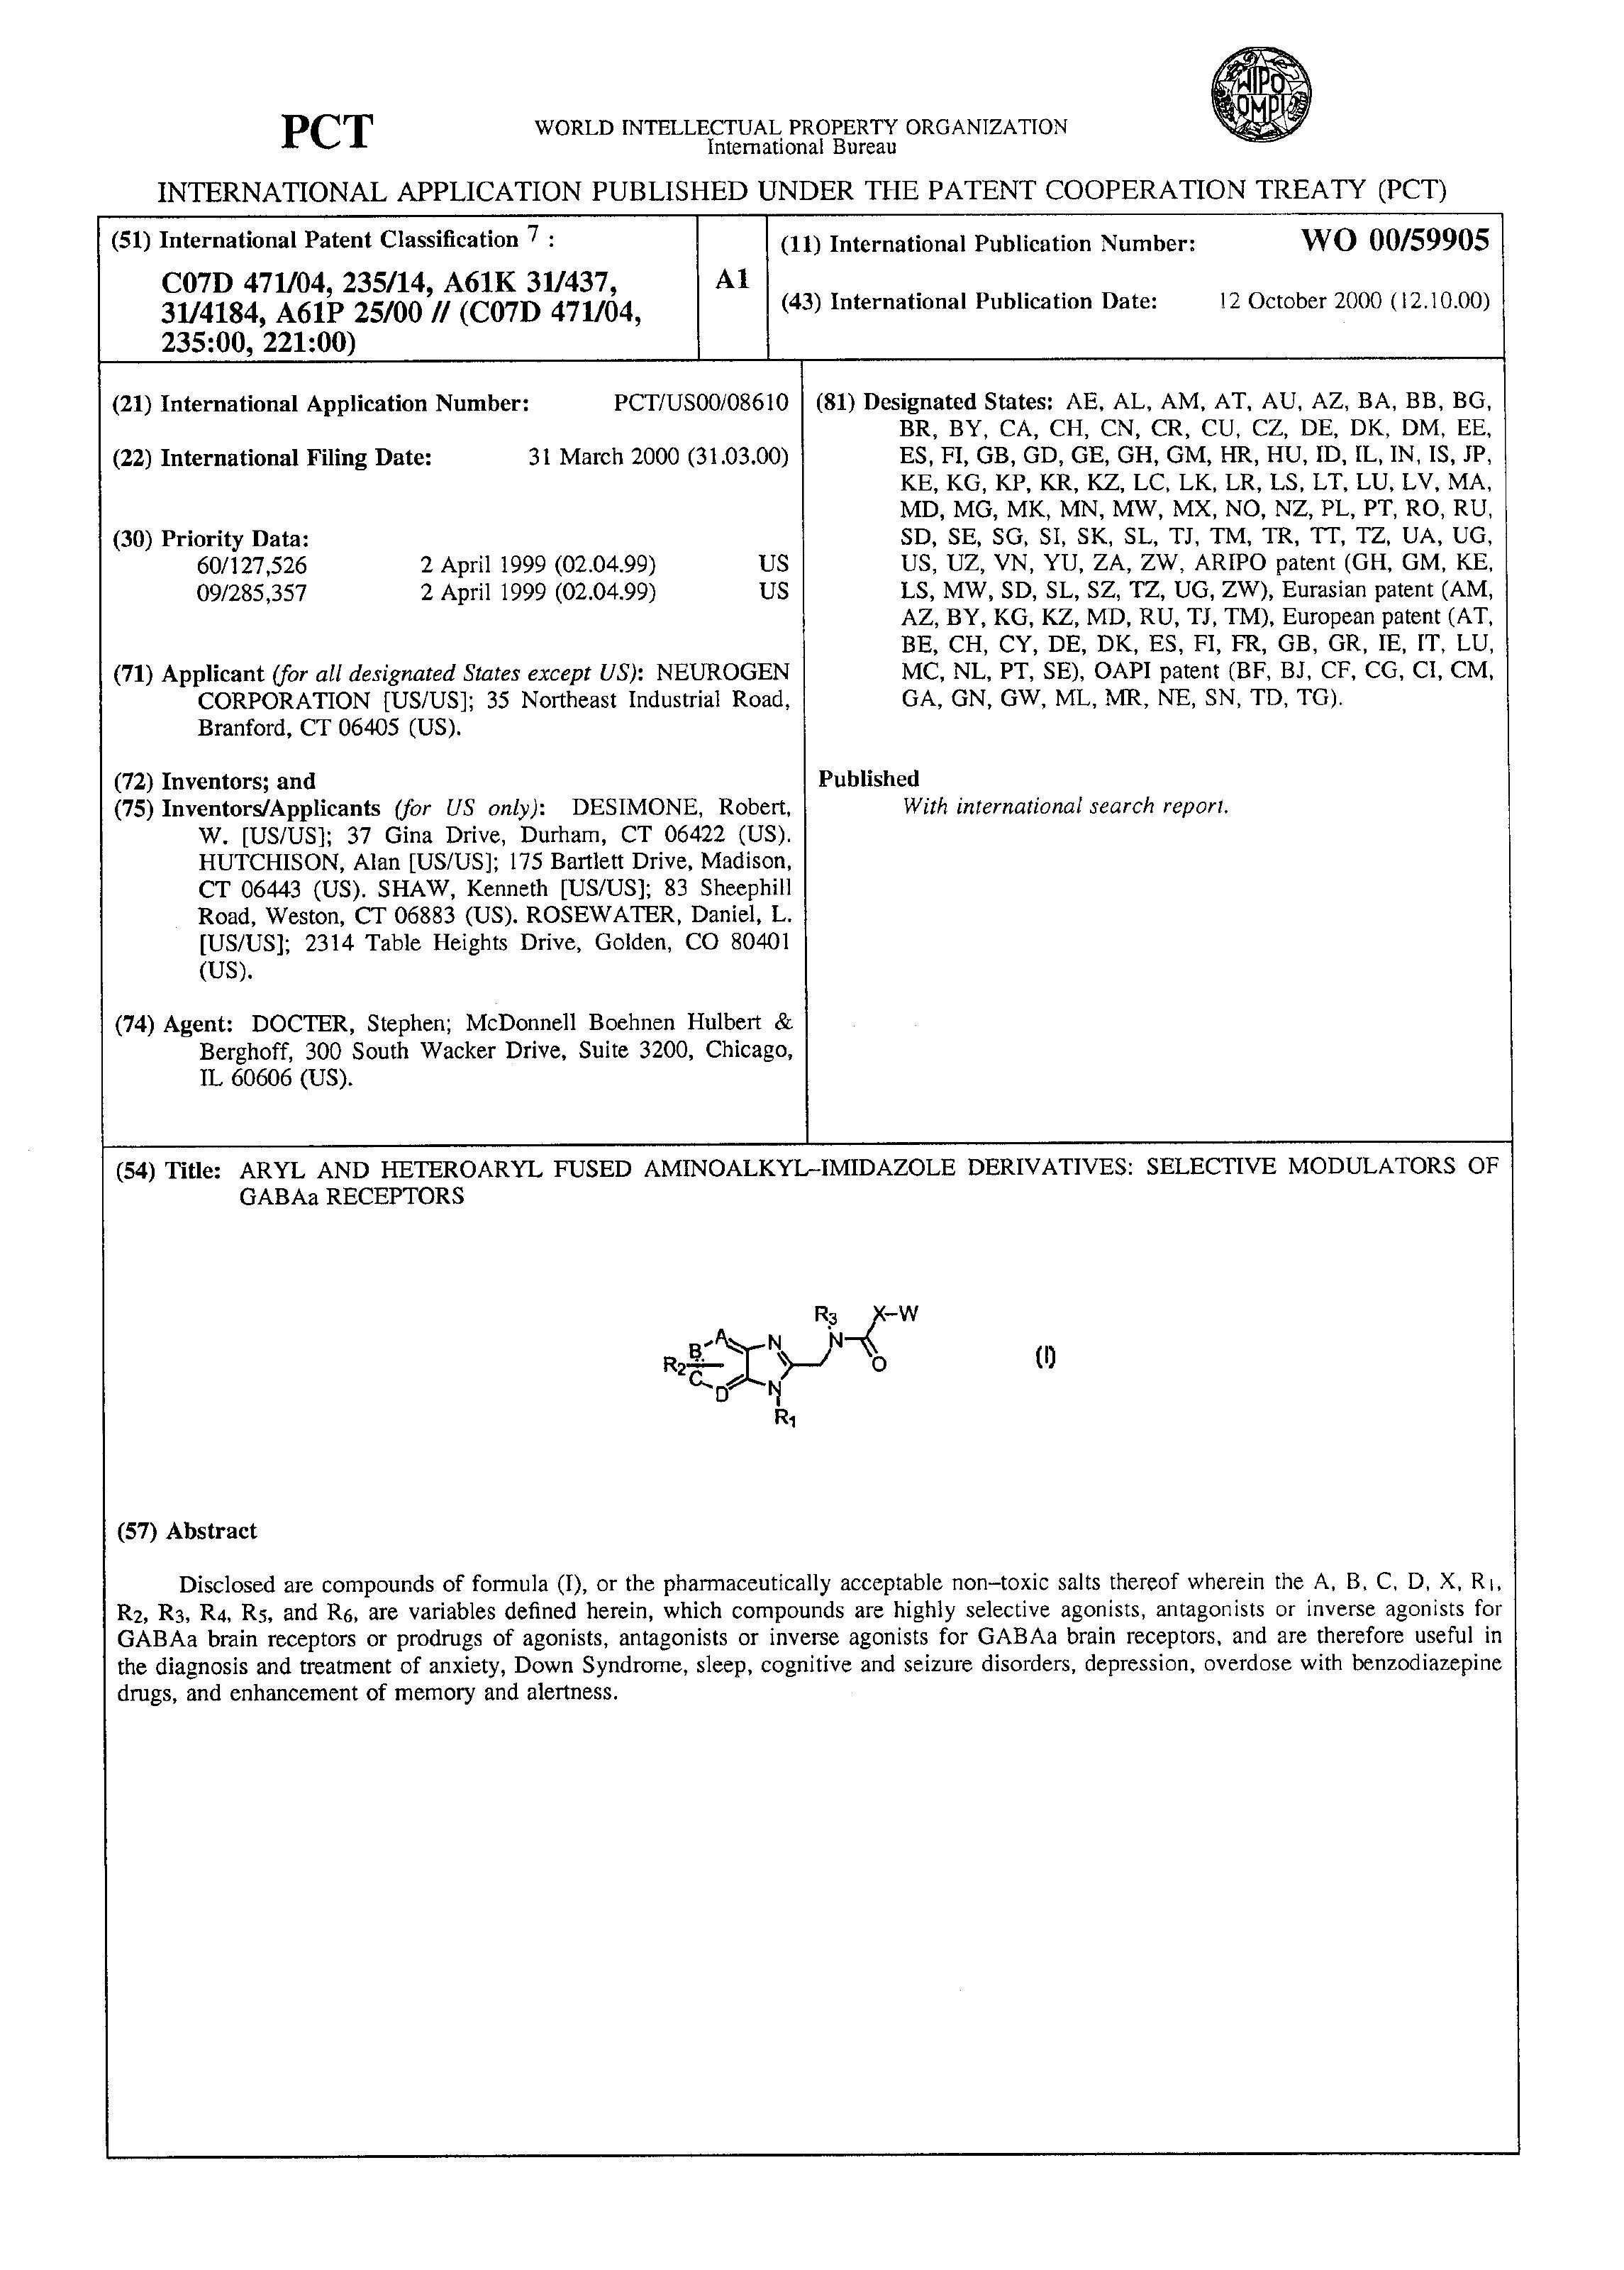 WIPO
OMPI
PCT
WORLD INTELLECTUAL PROPERTY ORGANIZATION
International Bureau
INTERNATIONAL APPLICATION PUBLISHED UNDER THE PATENT COOPERATION TREATY (PCT)
(51) International Patent Classification 7 :
C07D 471/04, 235/14, A61K 31/437,
31/4184, A61P 25/00 // (C07D 471/04,
235:00, 221:00)
A1
(11) International Publication Number: WO 00/59905
(43) International Publication Date: 12 October 2000 (12.10.00)
(21) International Application Number: PCT/US00/08610
(22) International Filing Date: 31 March 2000 (31.03.00)
(30) Priority Data:
60/127,526 2 April 1999 (02.04.99) US
09/285,357 2 April 1999 (02.04.99) US
(71) Applicant (for all designated States except US): NEUROGEN
CORPORATION [US/US]; 35 Northeast Industrial Road,
Branford, CT 06405 (US).
(72) Inventors; and
(75) Inventors/Applicants (for US only): DESIMONE, Robert,
W. [US/US]; 37 Gina Drive, Durham, CT 06422 (US).
HUTCHISON, Alan [US/US]; 175 Bartlett Drive, Madison,
CT 06443 (US). SHAW, Kenneth [US/US]; 83 Sheephill
Road, Weston, CT 06883 (US). ROSEWATER, Daniel, L.
[US/US]; 2314 Table Heights Drive, Golden, CO 80401
(US).
(74) Agent: DOCTER, Stephen; McDonnell Boehnen Hulbert &
Berghoff, 300 South Wacker Drive, Suite 3200, Chicago,
IL 60606 (US).
(81) Designated States: AE, AL, AM, AT, AU, AZ, BA, BB, BG,
BR, BY, CA, CH, CN, CR, CU, CZ, DE, DK, DM, EE,
ES, FI, GB, GD, GE, GH, GM, HR, HU, ID, IL, IN, IS, JP,
KE, KG, KP, KR, KZ, LC, LK, LR, LS, LT, LU, LV, MA,
MD, MG, MK, MN, MW, MX, NO, NZ, PL, PT, RO, RU,
SD, SE, SG, SI, SK, SL, TJ, TM, TR, TT, TZ, UA, UG,
US, UZ, VN, YU, ZA, ZW, ARIPO patent (GH, GM, KE,
LS, MW, SD, SL, SZ, TZ, UG, ZW), Eurasian patent (AM,
AZ, BY, KG, KZ, MD, RU, TJ, TM), European patent (AT,
BE, CH, CY, DE, DK, ES, FI, FR, GB, GR, IE, IT, LU,
MC, NL, PT, SE), OAPI patent (BF, BJ, CF, CG, CI, CM,
GA, GN, GW, ML, MR, NE, SN, TD, TG).
Published
With international search report.
(54) Title: ARYL AND HETEROARYL FUSED AMINOALKYL-IMIDAZOLE DERIVATIVES: SELECTIVE MODULATORS OF
GABAa RECEPTORS
R3 X-W
A N N
B
R2 O
C
D N
R1
(I)
(57) Abstract
Disclosed are compounds of formula (I), or the pharmaceutically acceptable non-toxic salts thereof wherein the A, B, C, D, X, R1,
R2, R3, R4, R5, and R6, are variables defined herein, which compounds are highly selective agonists, antagonists or inverse agonists for
GABAa brain receptors or prodrugs of agonists, antagonists or inverse agonists for GABAa brain receptors, and are therefore useful in
the diagnosis and treatment of anxiety, Down Syndrome, sleep, cognitive and seizure disorders, depression, overdose with benzodiazepine
drugs, and enhancement of memory and alertness.